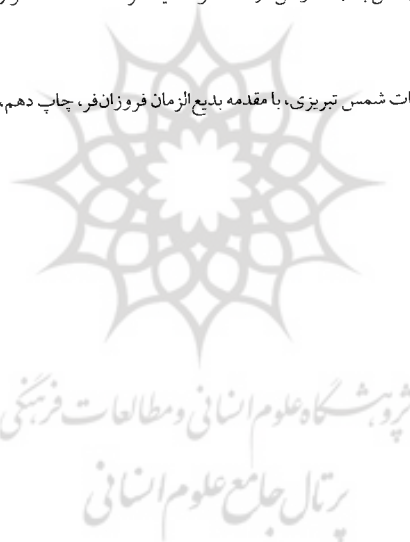 ات شمس تبریزی، با مقدمه بدیع‌الزمان فروزان‌فر، چاپ دهم،
پژوهشگاه علوم انسانی و مطالعات فرهنگی
پرتال جامع علوم انسانی